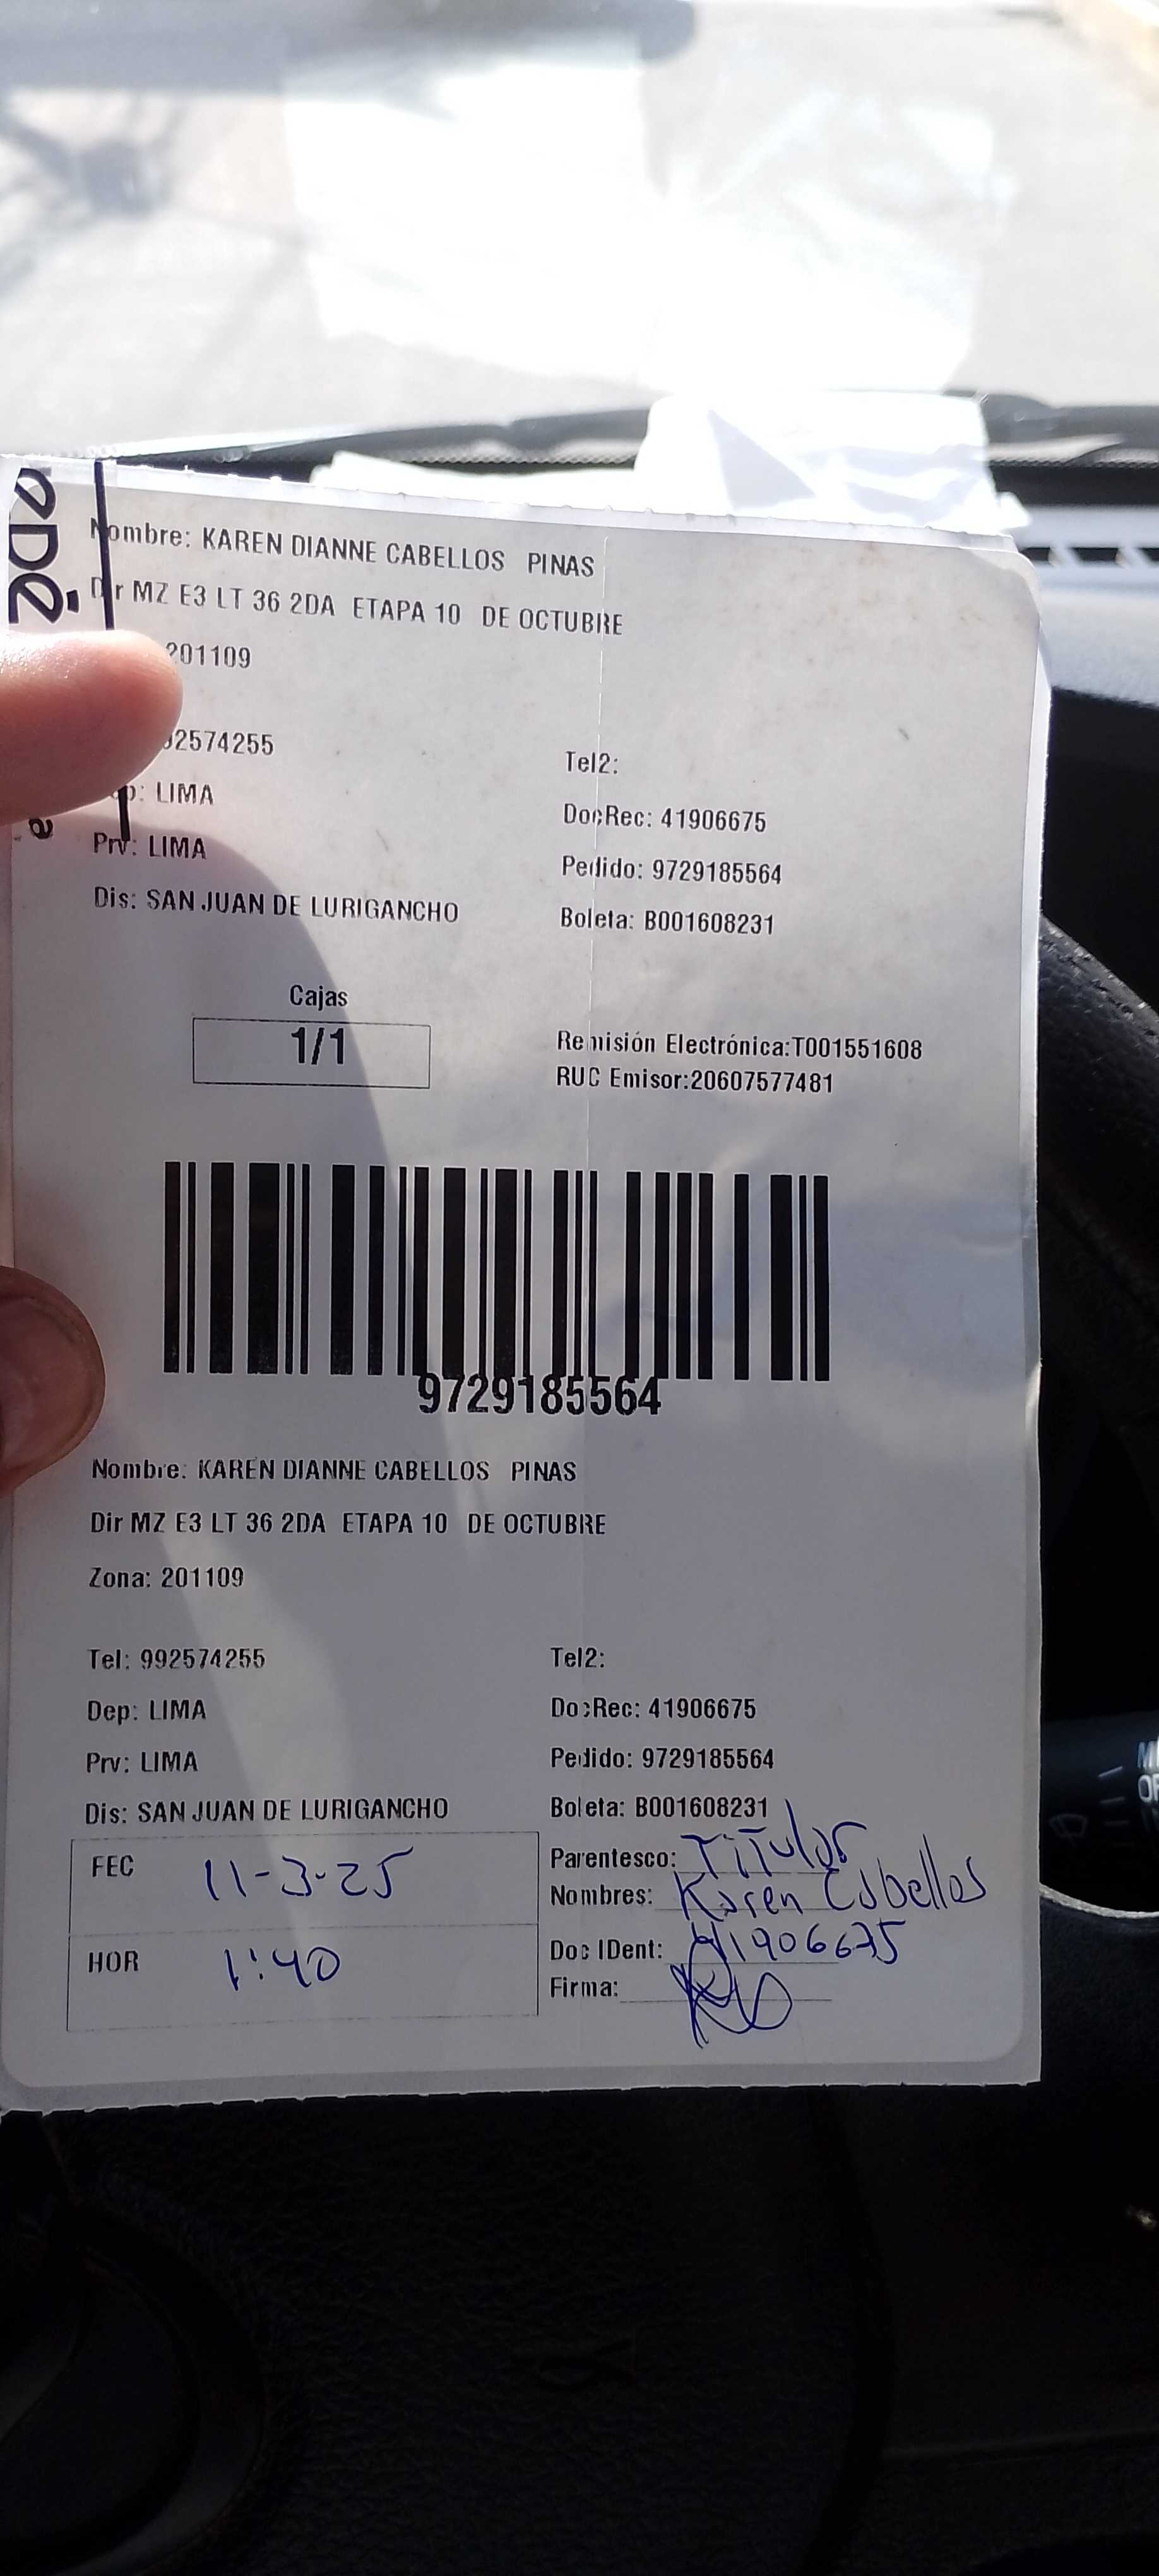 Nombre: KAREN DIANNE CABELLOS PINAS
Dir MZ E3 LT 36 2DA ETAPA 10 DE OCTUBRE
201109
92574255
Tel2:
LIMA
DocRec: 41906675
Prv: LIMA
Pedido: 9729185564
Dis: SAN JUAN DE LURIGANCHO
Boleta: B001608231
Cajas
1/1
Remisión Electrónica:T001551608
RUC Emisor:20607577481
9729185564
Nombre: KAREN DIANNE CABELLOS PINAS
Dir MZ E3 LT 36 2DA ETAPA 10 DE OCTUBRE
Zona: 201109
Tel: 992574255
Tel2:
Dep: LIMA
DocRec: 41906675
Prv: LIMA
Pedido: 9729185564
Dis: SAN JUAN DE LURIGANCHO
Boleta: B001608231
FEC 11-3-25
Parentesco: Titular
Nombres: Karen Cabellos
HOR 1:40
Doc IDent: 41906675
Firma: